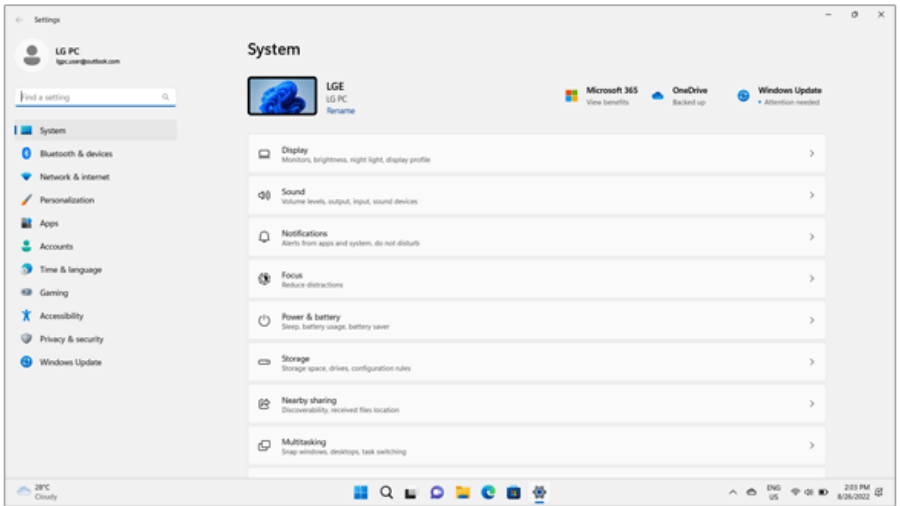 Settings
LG PC
lgpc.user@outlook.com
Find a setting
System
Bluetooth & devices
Network & internet
Personalization
Apps
Accounts
Time & language
Gaming
Accessibility
Privacy & security
Windows Update
System
LGE
LG PC
Rename
Microsoft 365
View benefits
OneDrive
Backed up
Windows Update
• Attention needed
Display
Monitors, brightness, night light, display profile
Sound
Volume levels, output, input, sound devices
Notifications
Alerts from apps and system, do not disturb
Focus
Reduce distractions
Power & battery
Sleep, battery usage, battery saver
Storage
Storage space, drives, configuration rules
Nearby sharing
Discoverability, received files location
Multitasking
Snap windows, desktops, task switching
28°C
Cloudy
ENG
US
2:03 PM
8/26/2022